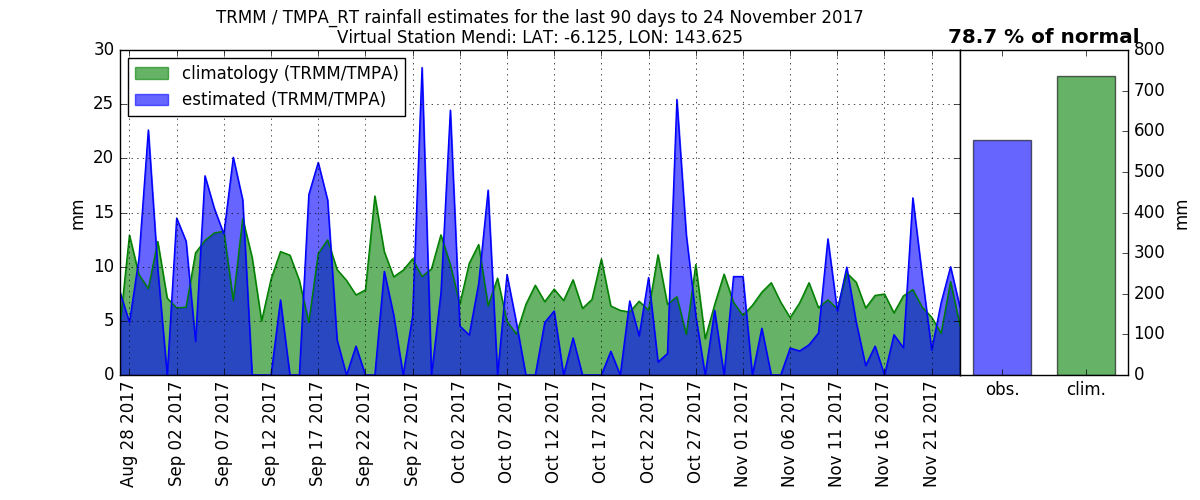 TRMM / TMPA_RT rainfall estimates for the last 90 days to 24 November 2017
Virtual Station Mendi: LAT: -6.125, LON: 143.625
78.7 % of normal
climatology (TRMM/TMPA)
estimated (TRMM/TMPA)
30
25
20
15
10
5
0
mm
800
700
600
500
400
300
200
100
0
mm
obs.
clim.
Aug 28 2017
Sep 02 2017
Sep 07 2017
Sep 12 2017
Sep 17 2017
Sep 22 2017
Sep 27 2017
Oct 02 2017
Oct 07 2017
Oct 12 2017
Oct 17 2017
Oct 22 2017
Oct 27 2017
Nov 01 2017
Nov 06 2017
Nov 11 2017
Nov 16 2017
Nov 21 2017